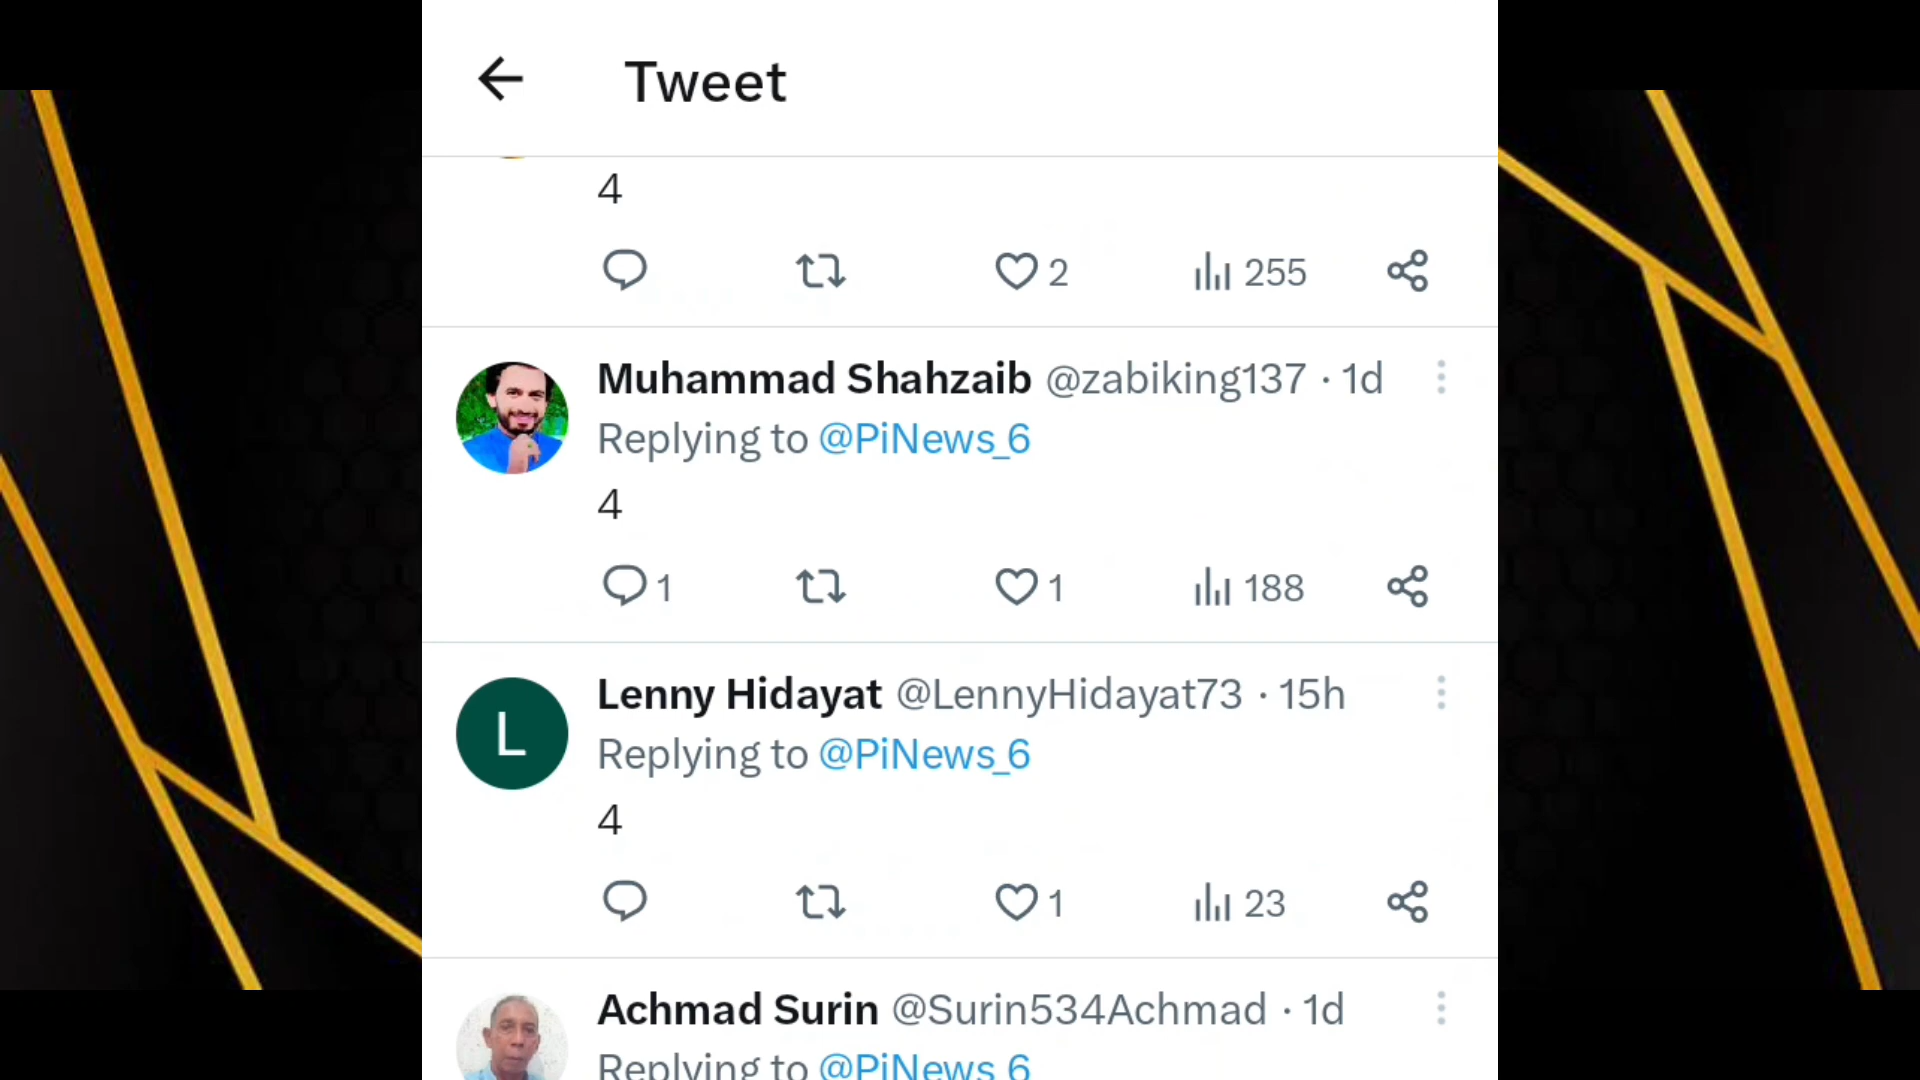 Tweet
4
2
255
Muhammad Shahzaib @zabiking137 · 1d
Replying to @PiNews_6
4
1
1
188
L
Lenny Hidayat @LennyHidayat73 · 15h
Replying to @PiNews_6
4
1
23
Achmad Surin @Surin534Achmad · 1d
Replying to @PiNews_6